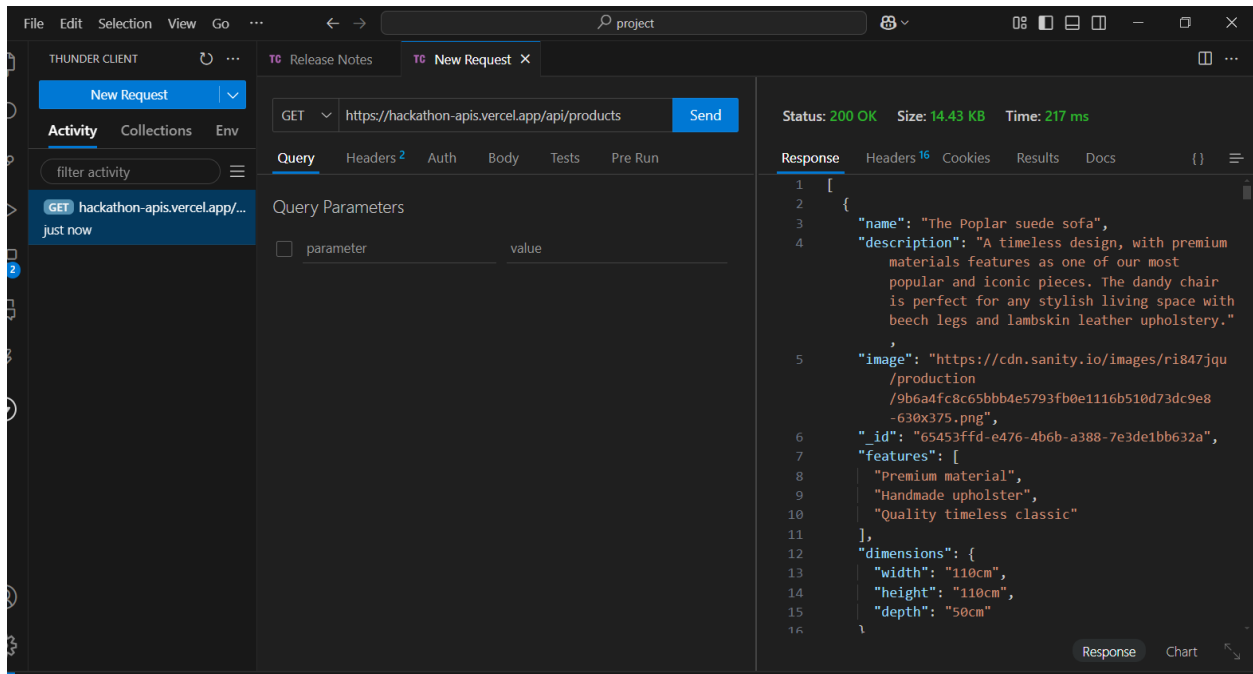 File Edit Selection View Go ··· ← → project
THUNDER CLIENT ···
TC Release Notes TC New Request ×
···
New Request
Activity Collections Env
filter activity
GET hackathon-apis.vercel.app/...
just now
2
GET https://hackathon-apis.vercel.app/api/products Send
Query Headers 2 Auth Body Tests Pre Run
Query Parameters
parameter value
Status: 200 OK Size: 14.43 KB Time: 217 ms
Response Headers 16 Cookies Results Docs { }
1 [
2 {
3 "name": "The Poplar suede sofa",
4 "description": "A timeless design, with premium
materials features as one of our most
popular and iconic pieces. The dandy chair
is perfect for any stylish living space with
beech legs and lambskin leather upholstery."
,
5 "image": "https://cdn.sanity.io/images/ri847jqu
/production
/9b6a4fc8c65bbb4e5793fb0e1116b510d73dc9e8
-630x375.png",
6 "_id": "65453ffd-e476-4b6b-a388-7e3de1bb632a",
7 "features": [
8 "Premium material",
9 "Handmade upholster",
10 "Quality timeless classic"
11 ],
12 "dimensions": {
13 "width": "110cm",
14 "height": "110cm",
15 "depth": "50cm"
16 }
Response Chart